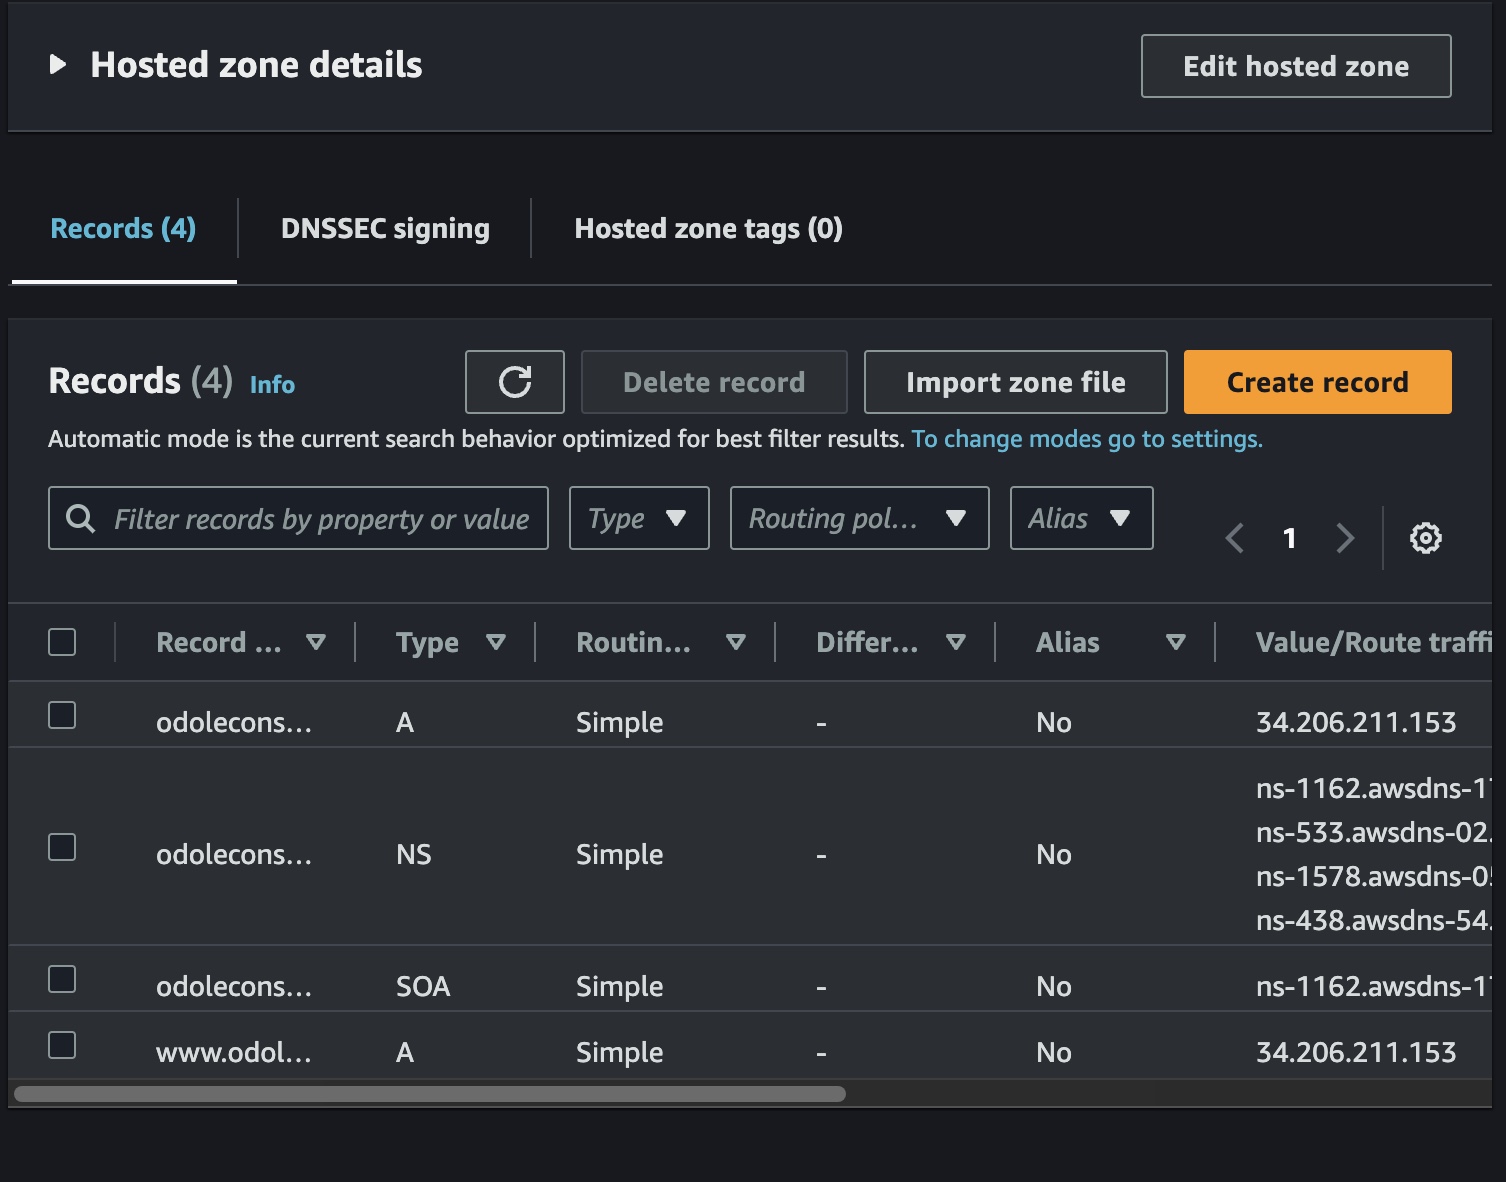 Hosted zone details
Edit hosted zone
Records (4)
DNSSEC signing
Hosted zone tags (0)
Records (4) Info
Delete record
Import zone file
Create record
Automatic mode is the current search behavior optimized for best filter results. To change modes go to settings.
Filter records by property or value
Type
Routing pol...
Alias
1
Record ... Type Routin... Differ... Alias Value/Route traffi
odolecons... A Simple - No 34.206.211.153
odolecons... NS Simple - No
ns-1162.awsdns-1
ns-533.awsdns-02.
ns-1578.awsdns-0
ns-438.awsdns-54.
odolecons... SOA Simple - No ns-1162.awsdns-1
www.odol... A Simple - No 34.206.211.153